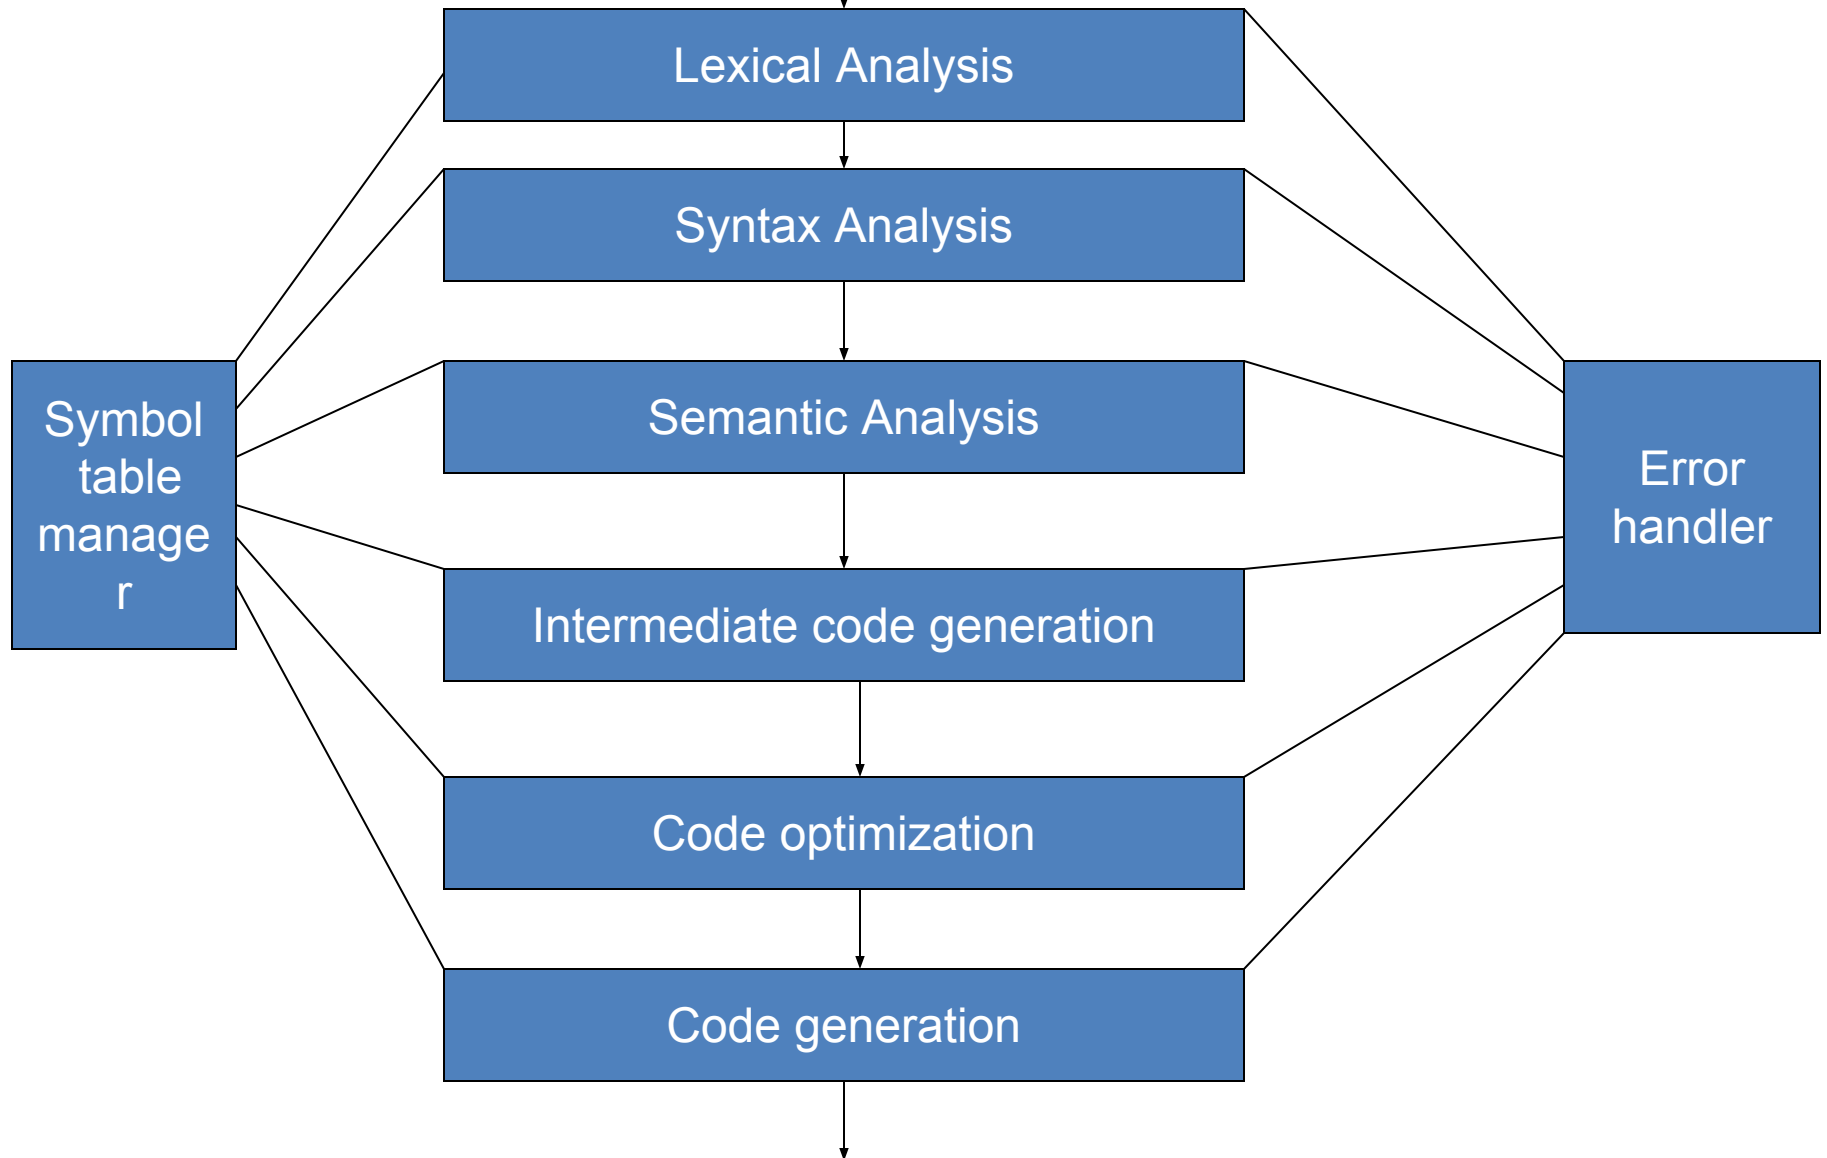 Lexical Analysis
Syntax Analysis
Semantic Analysis
Symbol
table
manage
r
Error
handler
Intermediate code generation
Code optimization
Code generation